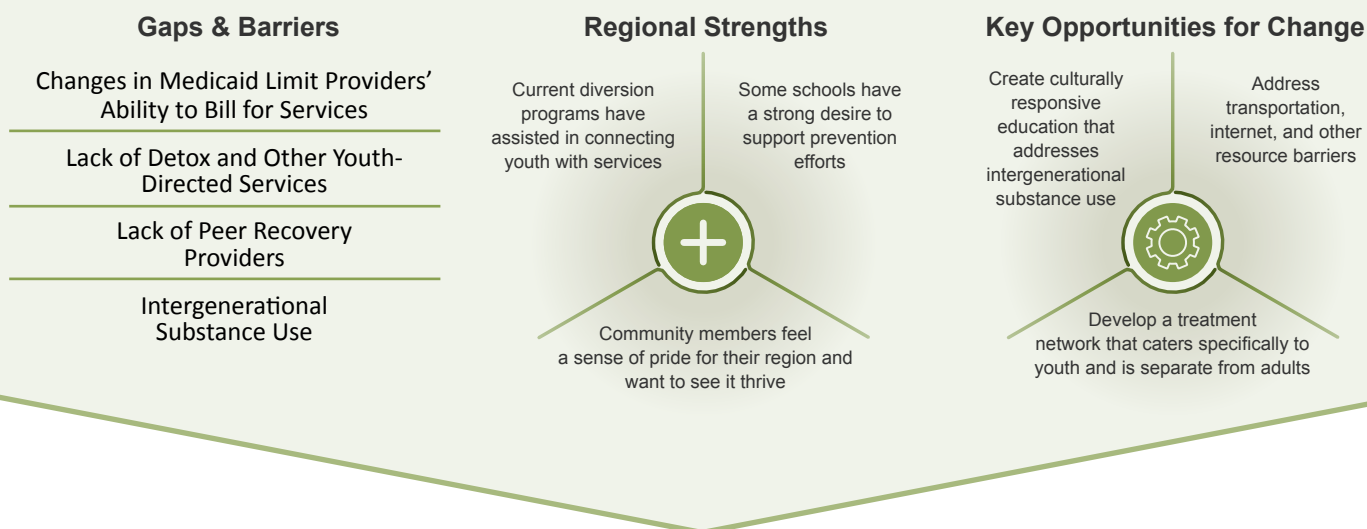 Gaps & Barriers
Changes in Medicaid Limit Providers’
Ability to Bill for Services
Lack of Detox and Other Youth-
Directed Services
Lack of Peer Recovery
Providers
Intergenerational
Substance Use
Regional Strengths
Current diversion
programs have
assisted in connecting
youth with services
Some schools have
a strong desire to
support prevention
efforts
Community members feel
a sense of pride for their region and
want to see it thrive
Key Opportunities for Change
Create culturally
responsive
education that
addresses
intergenerational
substance use
Address
transportation,
internet, and other
resource barriers
Develop a treatment
network that caters specifically to
youth and is separate from adults